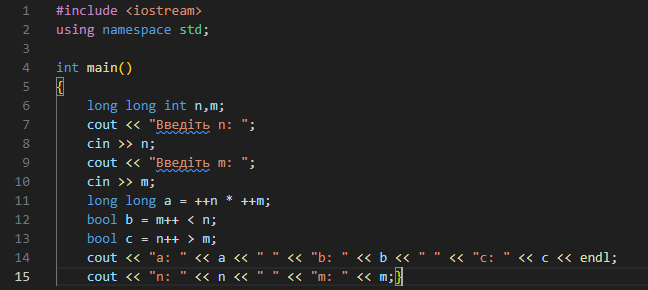 1 #include <iostream>
2 using namespace std;
3
4 int main()
5 {
6 long long int n,m;
7 cout << "Введіть n: ";
8 cin >> n;
9 cout << "Введіть m: ";
10 cin >> m;
11 long long a = ++n * ++m;
12 bool b = m++ < n;
13 bool c = n++ > m;
14 cout << "a: " << a << " " << "b: " << b << " " << "c: " << c << endl;
15 cout << "n: " << n << " " << "m: " << m;}